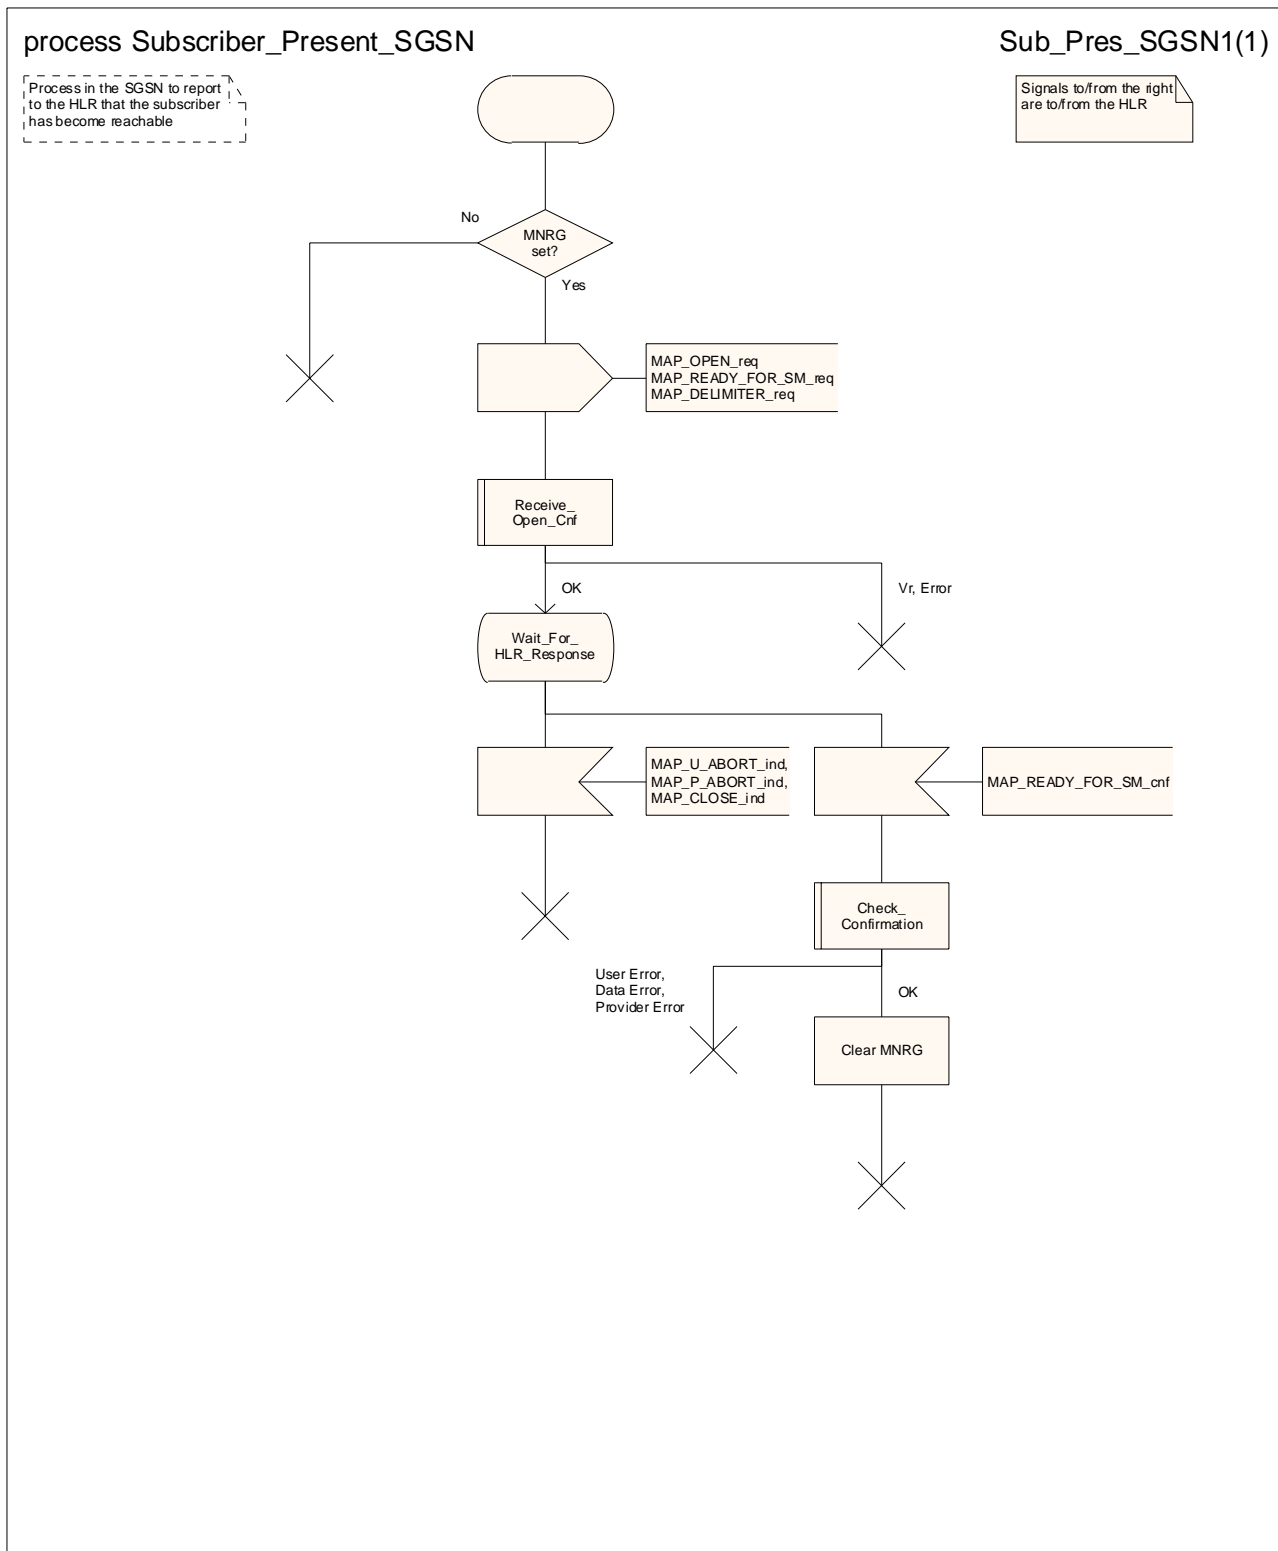 process Subscriber_Present_SGSN
Sub_Pres_SGSN1(1)
Process in the SGSN to report
to the HLR that the subscriber
has become reachable
Signals to/from the right
are to/from the HLR
No
MNRG
set?
Yes
MAP_OPEN_req
MAP_READY_FOR_SM_req
MAP_DELIMITER_req
Receive_
Open_Cnf
OK
Vr, Error
Wait_For_
HLR_Response
MAP_U_ABORT_ind,
MAP_P_ABORT_ind,
MAP_CLOSE_ind
MAP_READY_FOR_SM_cnf
Check_
Confirmation
User Error,
Data Error,
Provider Error
OK
Clear MNRG